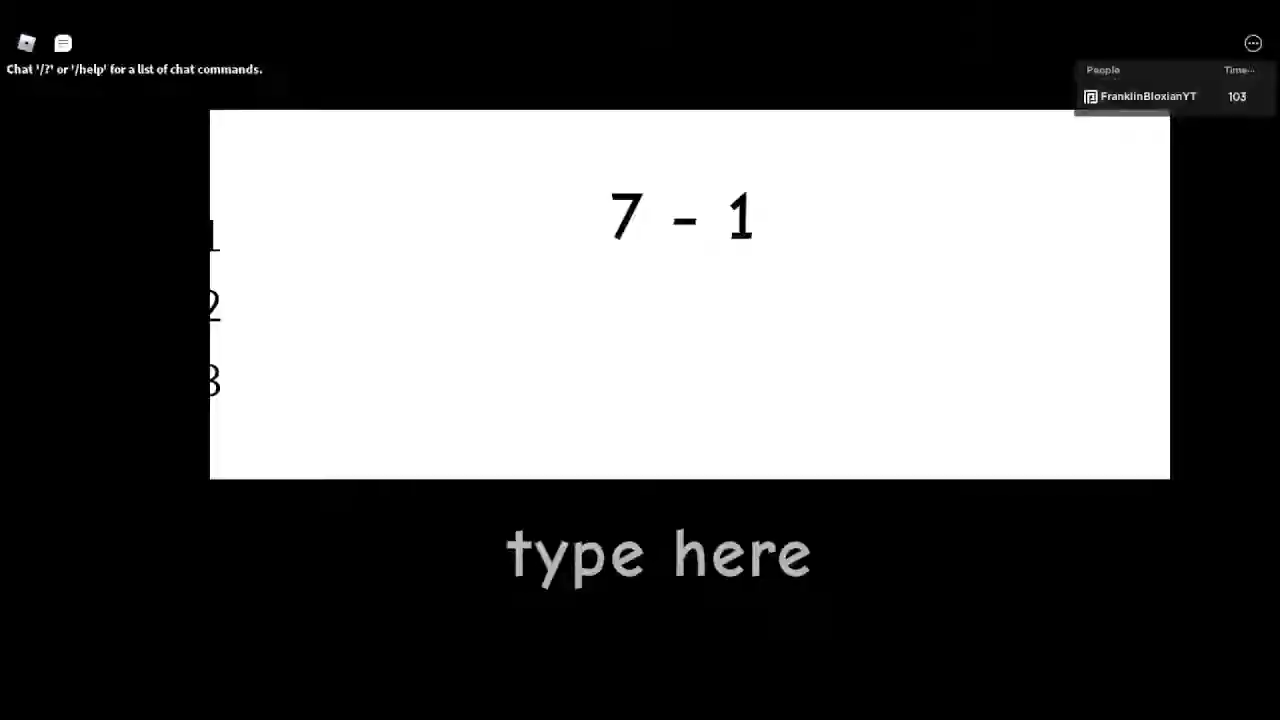 Chat '/?' or '/help' for a list of chat commands.
People Time...
FranklinBloxianYT 103
7 - 1
1
2
3
type here